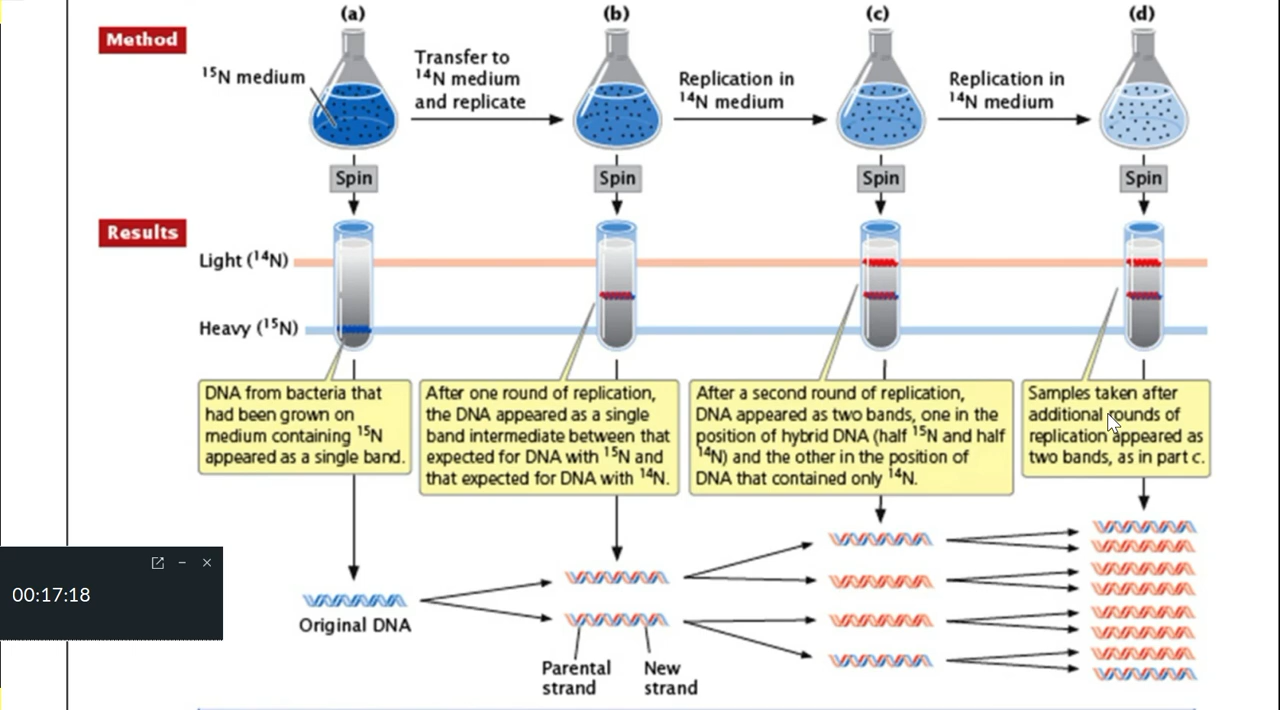 (a)
(b)
(c)
(d)
Method
¹⁵N medium
Transfer to
¹⁴N medium
and replicate
Replication in
¹⁴N medium
Replication in
¹⁴N medium
Spin
Spin
Spin
Spin
Results
Light (¹⁴N)
Heavy (¹⁵N)
DNA from bacteria that
had been grown on
medium containing ¹⁵N
appeared as a single band.
After one round of replication,
the DNA appeared as a single
band intermediate between that
expected for DNA with ¹⁵N and
that expected for DNA with ¹⁴N.
After a second round of replication,
DNA appeared as two bands, one in the
position of hybrid DNA (half ¹⁵N and half
¹⁴N) and the other in the position of
DNA that contained only ¹⁴N.
Samples taken after
additional rounds of
replication appeared as
two bands, as in part c.
00:17:18
Original DNA
Parental
strand
New
strand